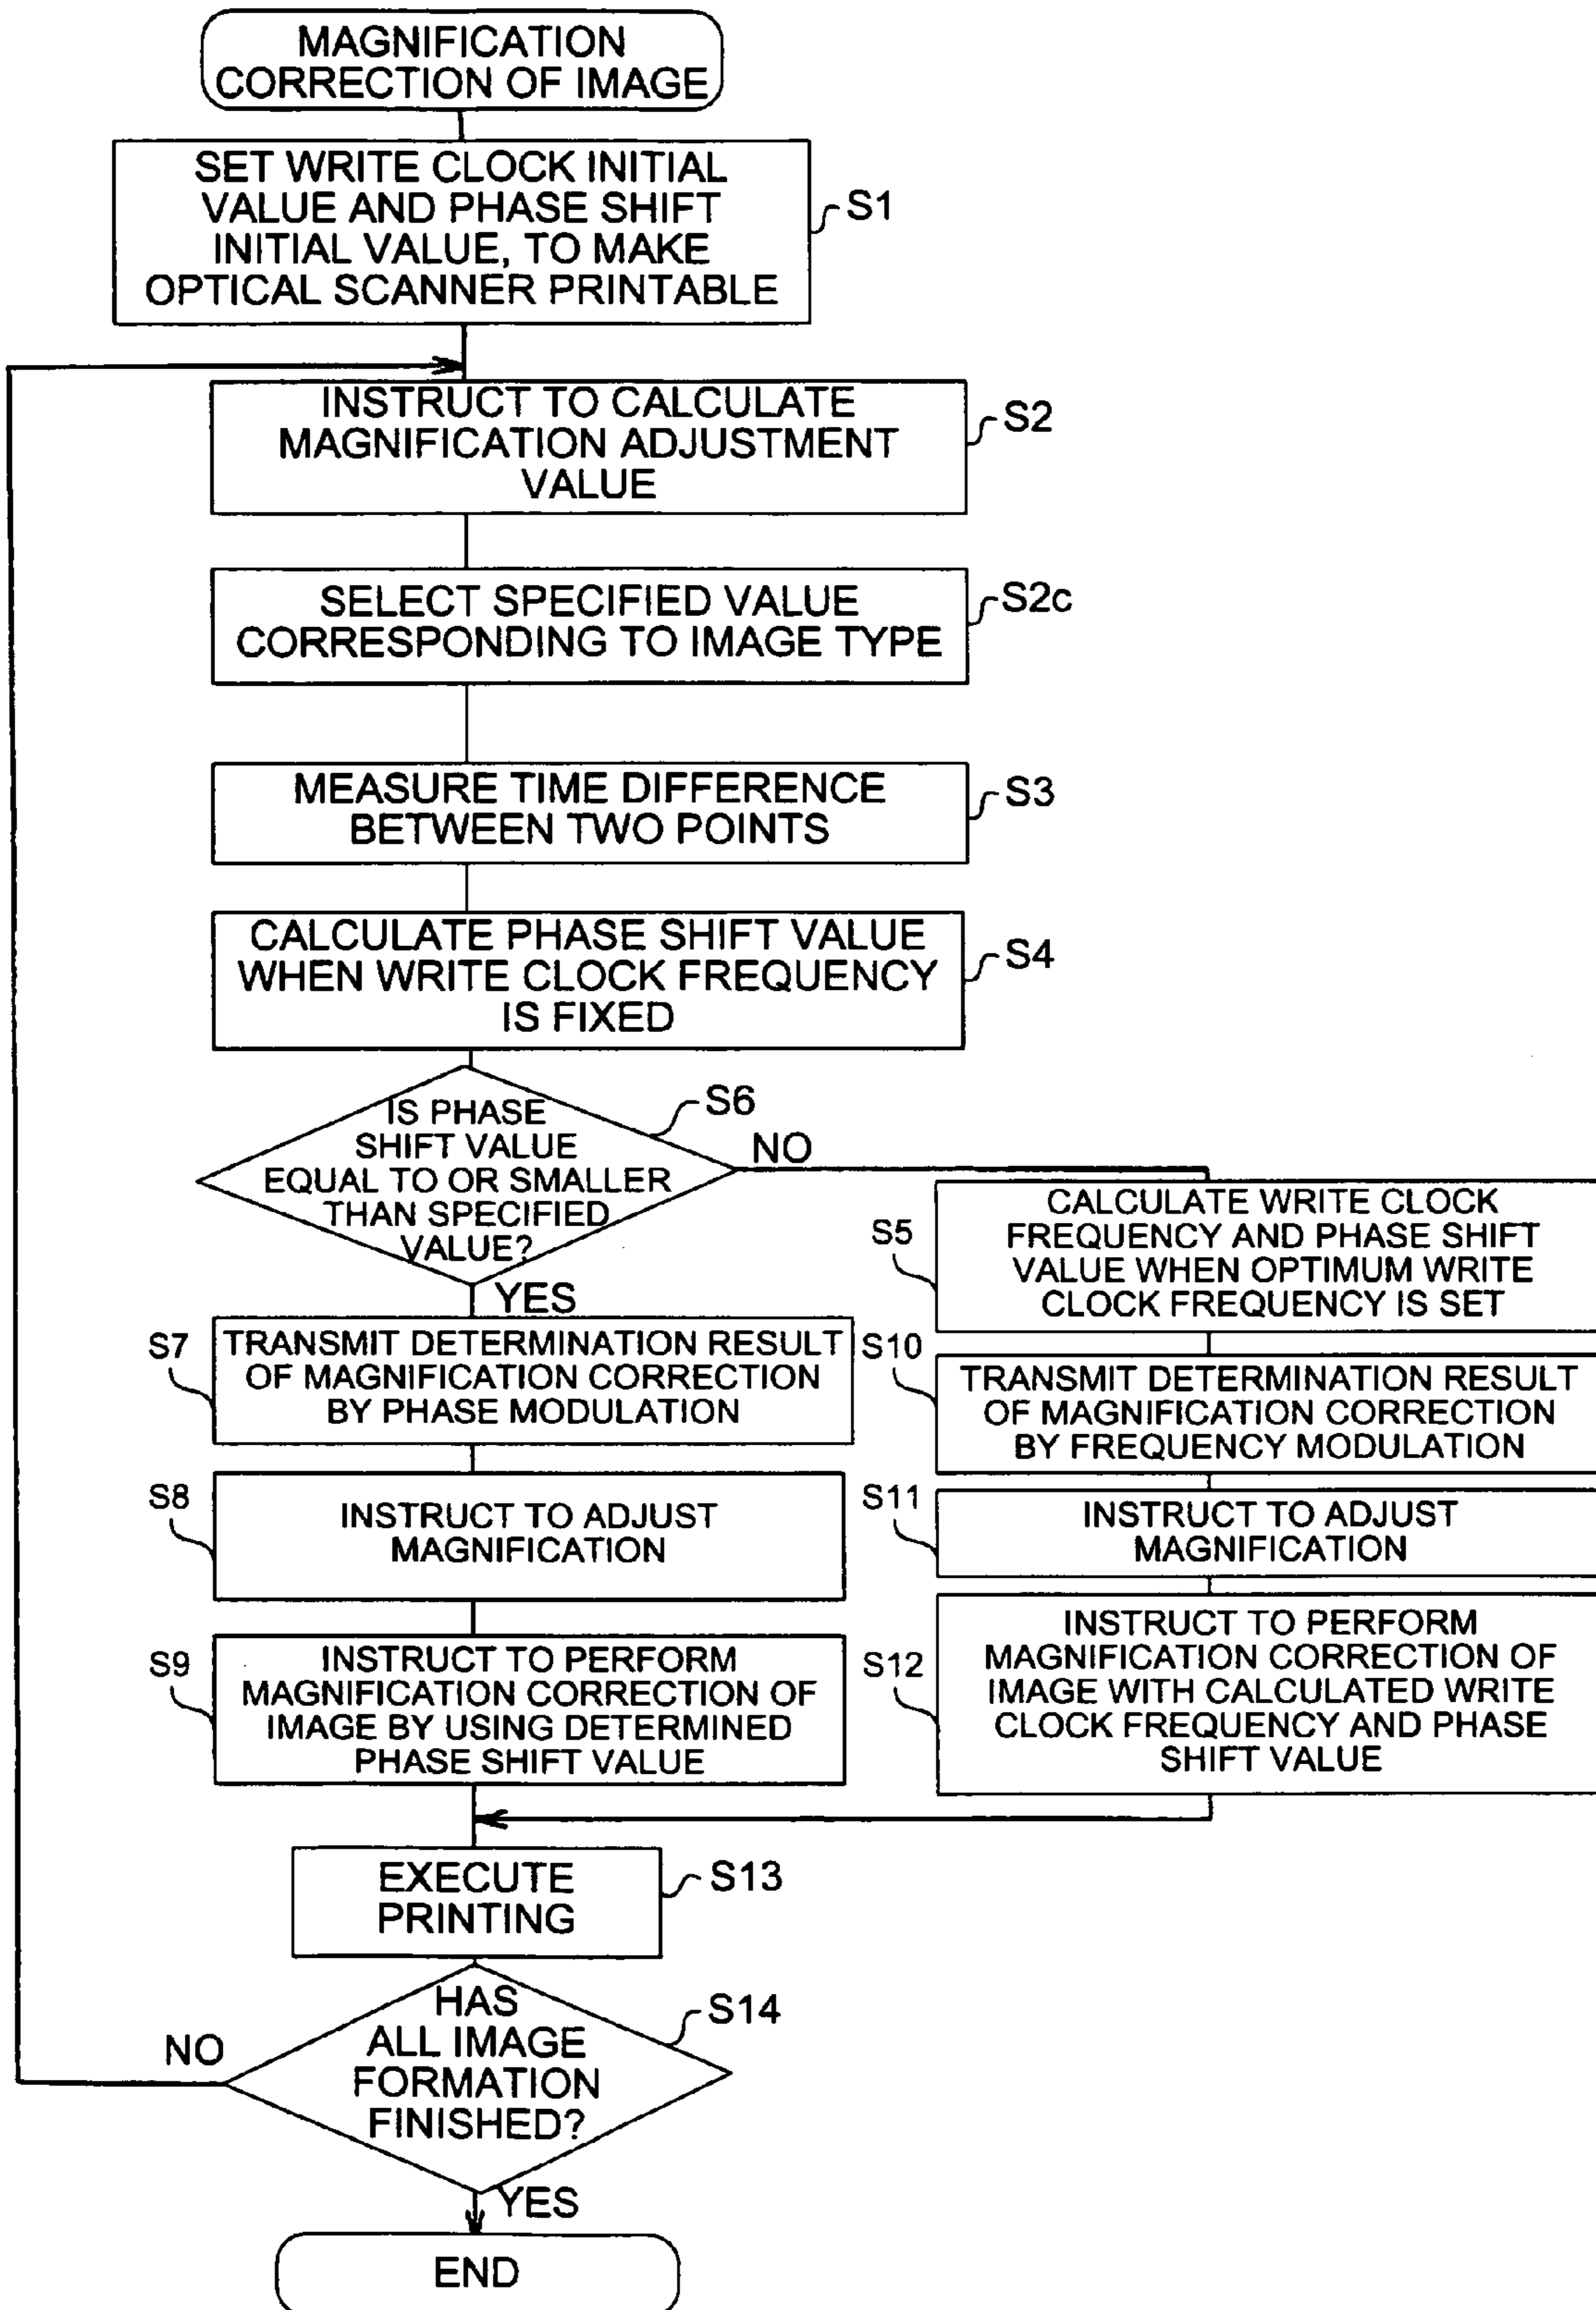 MAGNIFICATION
CORRECTION OF IMAGE
SET WRITE CLOCK INITIAL
VALUE AND PHASE SHIFT
INITIAL VALUE, TO MAKE
OPTICAL SCANNER PRINTABLE
S1
INSTRUCT TO CALCULATE
MAGNIFICATION ADJUSTMENT
VALUE
S2
SELECT SPECIFIED VALUE
CORRESPONDING TO IMAGE TYPE
S2c
MEASURE TIME DIFFERENCE
BETWEEN TWO POINTS
S3
CALCULATE PHASE SHIFT VALUE
WHEN WRITE CLOCK FREQUENCY
IS FIXED
S4
IS PHASE
SHIFT VALUE
EQUAL TO OR SMALLER
THAN SPECIFIED
VALUE?
S6
NO
YES
S5
CALCULATE WRITE CLOCK
FREQUENCY AND PHASE SHIFT
VALUE WHEN OPTIMUM WRITE
CLOCK FREQUENCY IS SET
S7
TRANSMIT DETERMINATION RESULT
OF MAGNIFICATION CORRECTION
BY PHASE MODULATION
S10
TRANSMIT DETERMINATION RESULT
OF MAGNIFICATION CORRECTION
BY FREQUENCY MODULATION
S8
INSTRUCT TO ADJUST
MAGNIFICATION
S11
INSTRUCT TO ADJUST
MAGNIFICATION
S9
INSTRUCT TO PERFORM
MAGNIFICATION CORRECTION OF
IMAGE BY USING DETERMINED
PHASE SHIFT VALUE
S12
INSTRUCT TO PERFORM
MAGNIFICATION CORRECTION OF
IMAGE WITH CALCULATED WRITE
CLOCK FREQUENCY AND PHASE
SHIFT VALUE
EXECUTE
PRINTING
S13
HAS
ALL IMAGE
FORMATION
FINISHED?
S14
NO
YES
END